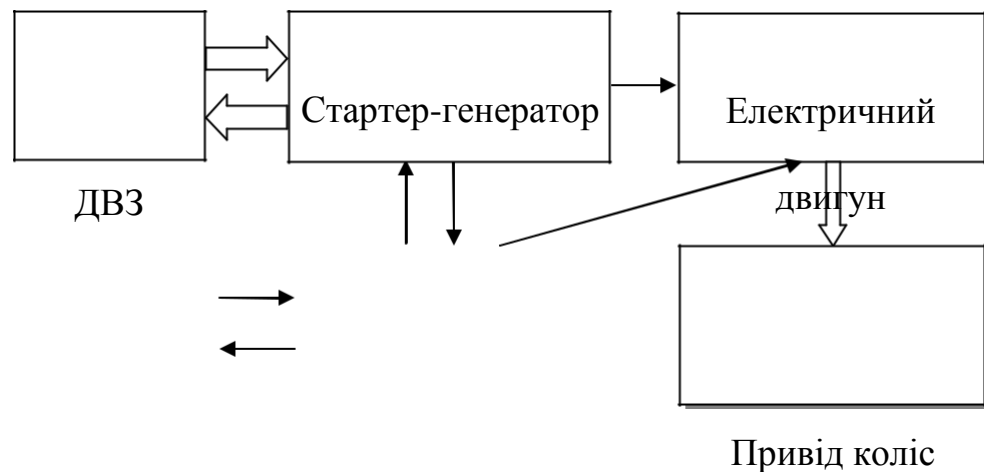 Стартер-генератор
Електричний
ДВЗ
двигун
Привід коліс